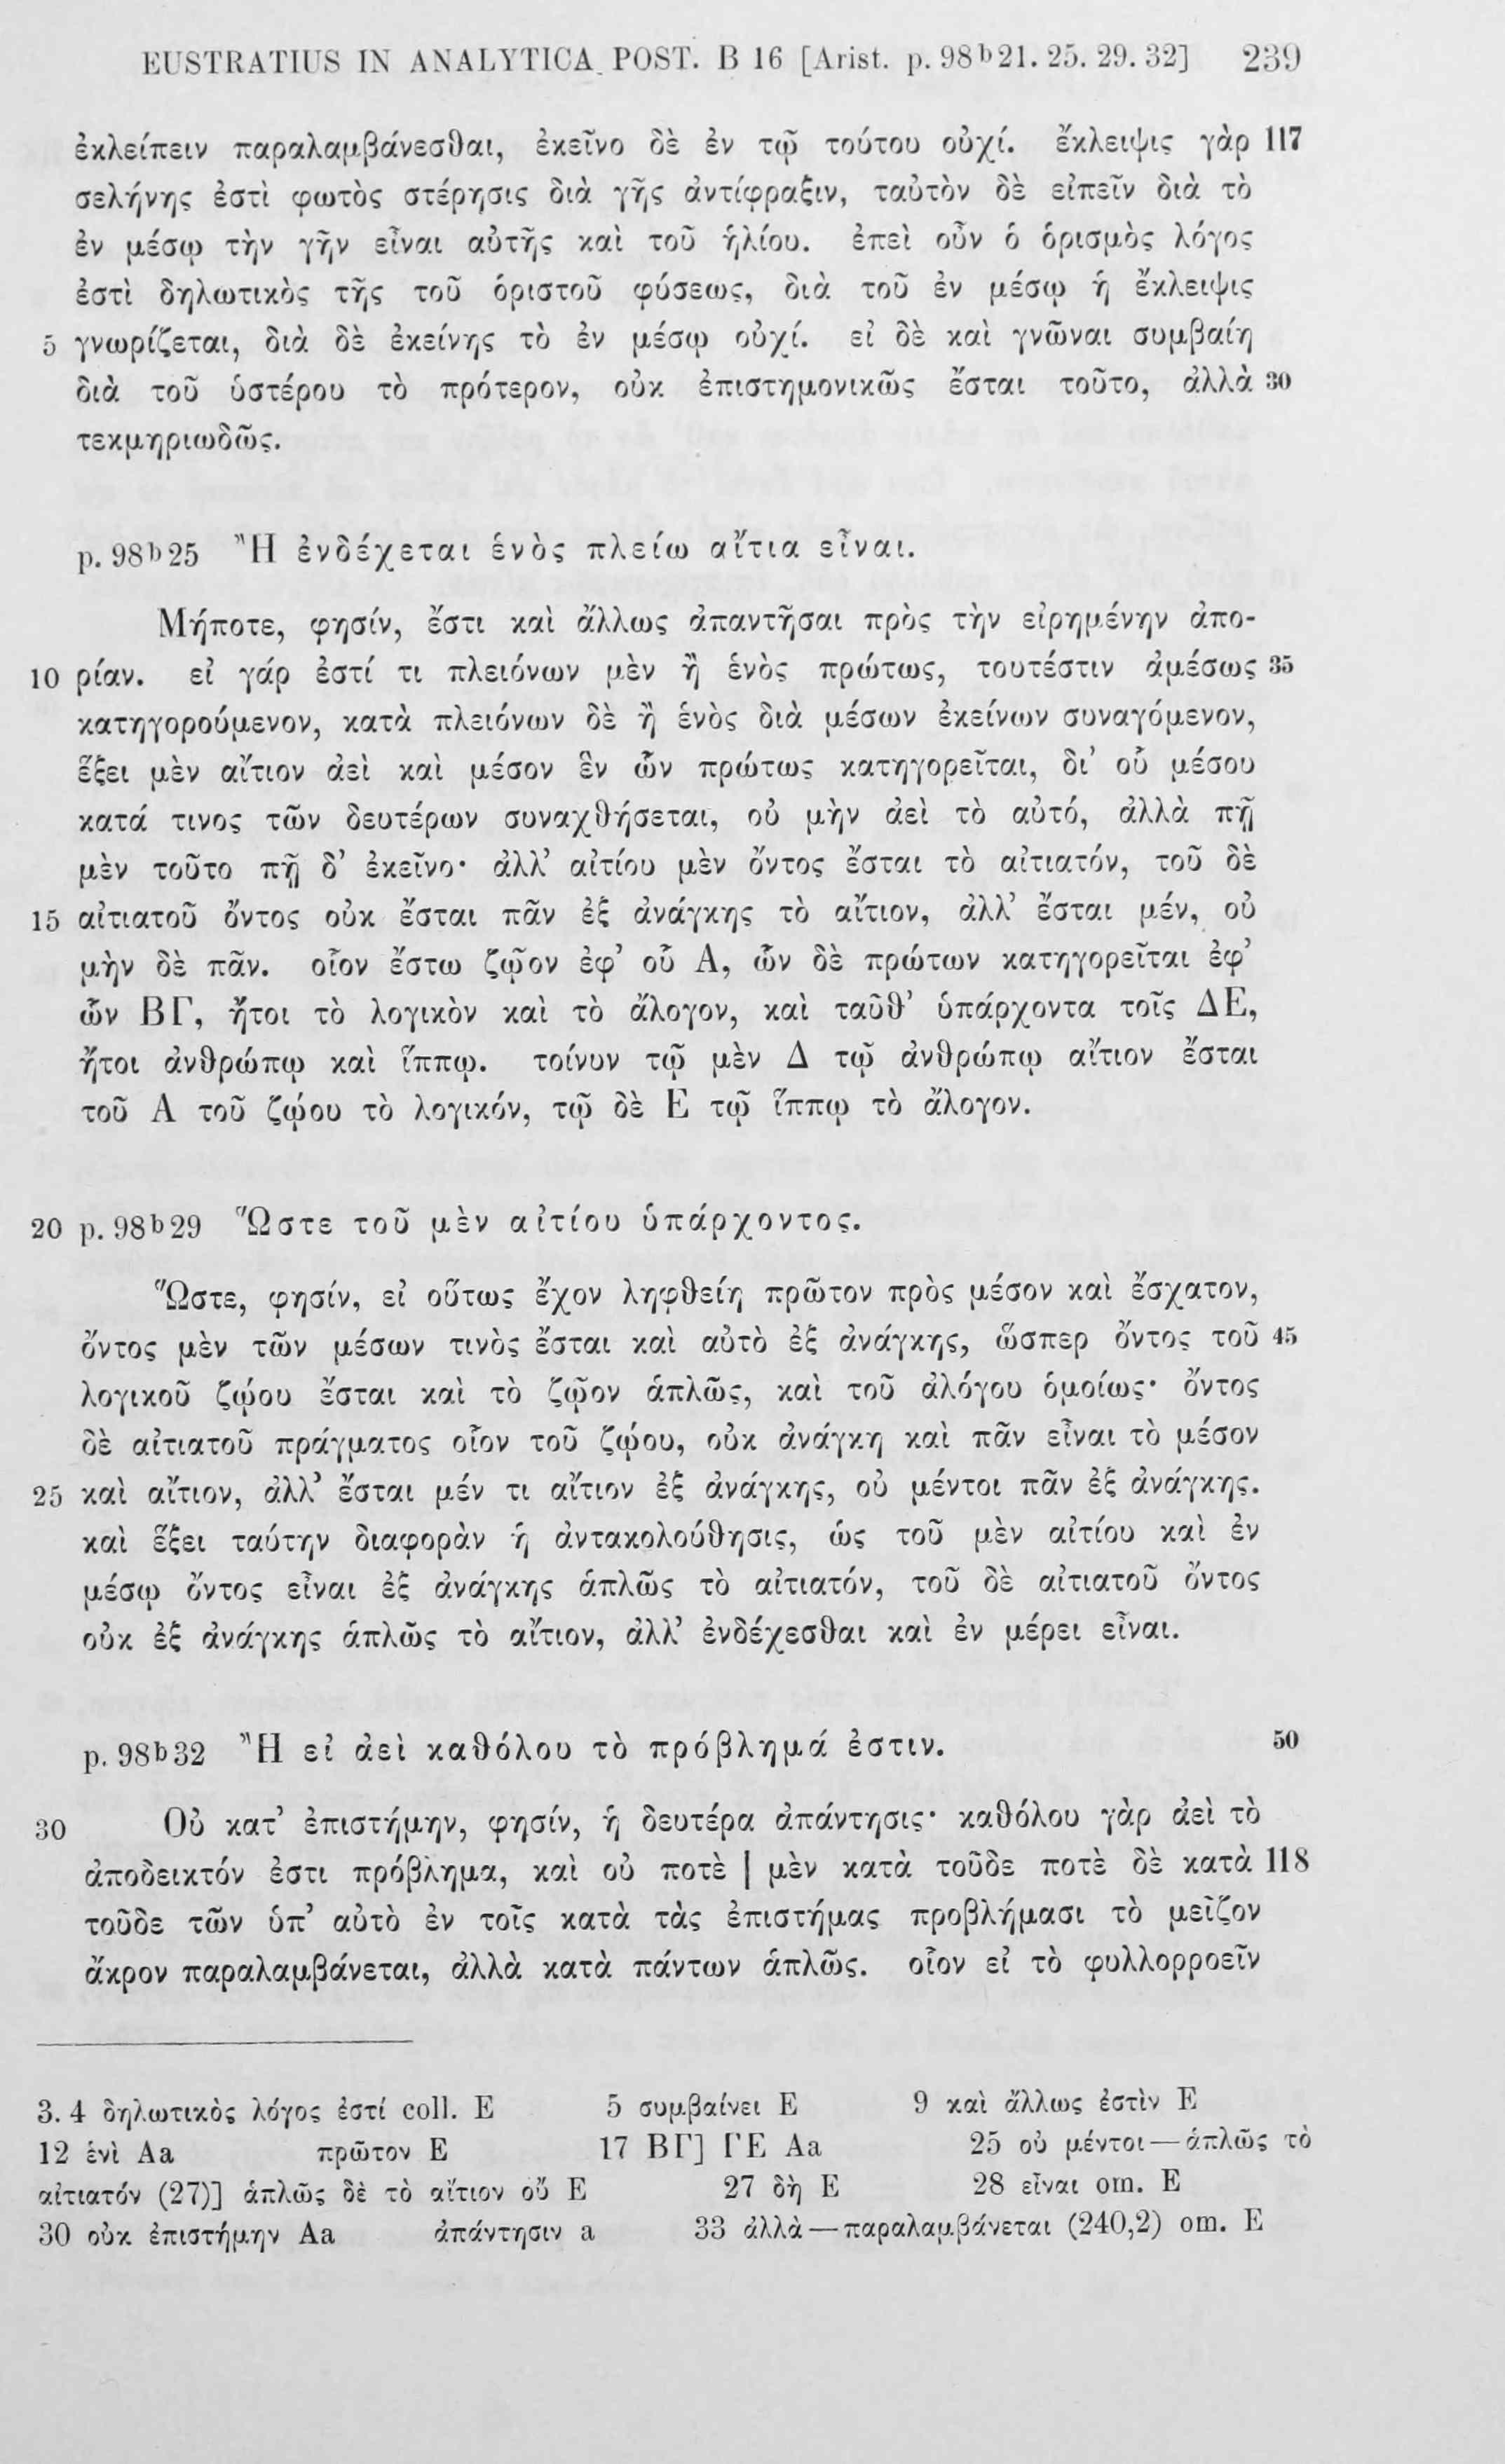 EUSTRATIUS IN ANALYTICA POST. B 16 [Arist. p. 98b21. 25. 29. 32] 239
ἐκλείπειν παραλαμβάνεσθαι, ἐκεῖνο δὲ ἐν τῷ τούτου οὐχί. ἔκλειψις γὰρ 117
σελήνης ἐστὶ φωτὸς στέρησις διὰ γῆς ἀντίφραξιν, ταὐτὸν δὲ εἰπεῖν διὰ τὸ
ἐν μέσῳ τὴν γῆν εἶναι αὐτῆς καὶ τοῦ ἡλίου. ἐπεὶ οὖν ὁ ὁρισμὸς λόγος
ἐστὶ δηλωτικὸς τῆς τοῦ ὁριστοῦ φύσεως, διὰ τοῦ ἐν μέσῳ ἡ ἔκλειψις
5 γνωρίζεται, διὰ δὲ ἐκείνης τὸ ἐν μέσῳ οὐχί. εἰ δὲ καὶ γνῶναι συμβαίη
διὰ τοῦ ὑστέρου τὸ πρότερον, οὐκ ἐπιστημονικῶς ἔσται τοῦτο, ἀλλὰ 30
τεκμηριωδῶς.
p. 98b25 Ἢ ἐνδέχεται ἑνὸς πλείω αἴτια εἶναι.
Μήποτε, φησίν, ἔστι καὶ ἄλλως ἀπαντῆσαι πρὸς τὴν εἰρημένην ἀπο-
10 ρίαν. εἰ γάρ ἐστί τι πλειόνων μὲν ἢ ἑνὸς πρώτως, τουτέστιν ἀμέσως 35
κατηγορούμενον, κατὰ πλειόνων δὲ ἢ ἑνὸς διὰ μέσων ἐκείνων συναγόμενον,
ἕξει μὲν αἴτιον ἀεὶ καὶ μέσον ἓν ὧν πρώτως κατηγορεῖται, δι’ οὗ μέσου
κατά τινος τῶν δευτέρων συναχθήσεται, οὐ μὴν ἀεὶ τὸ αὐτό, ἀλλὰ πῇ
μὲν τοῦτο πῇ δ’ ἐκεῖνο· ἀλλ’ αἰτίου μὲν ὄντος ἔσται τὸ αἰτιατόν, τοῦ δὲ
15 αἰτιατοῦ ὄντος οὐκ ἔσται πᾶν ἐξ ἀνάγκης τὸ αἴτιον, ἀλλ’ ἔσται μέν, οὐ
μὴν δὲ πᾶν. οἷον ἔστω ζῷον ἐφ’ οὗ Α, ὧν δὲ πρώτων κατηγορεῖται ἐφ’
ὧν ΒΓ, ἤτοι τὸ λογικὸν καὶ τὸ ἄλογον, καὶ ταῦθ’ ὑπάρχοντα τοῖς ΔΕ,
ἤτοι ἀνθρώπῳ καὶ ἵππῳ. τοίνυν τῷ μὲν Δ τῷ ἀνθρώπῳ αἴτιον ἔσται
τοῦ Α τοῦ ζῴου τὸ λογικόν, τῷ δὲ Ε τῷ ἵππῳ τὸ ἄλογον.
20 p. 98b29 Ὥστε τοῦ μὲν αἰτίου ὑπάρχοντος.
Ὥστε, φησίν, εἰ οὕτως ἔχον ληφθείη πρῶτον πρὸς μέσον καὶ ἔσχατον,
ὄντος μὲν τῶν μέσων τινὸς ἔσται καὶ αὐτὸ ἐξ ἀνάγκης, ὥσπερ ὄντος τοῦ 45
λογικοῦ ζῴου ἔσται καὶ τὸ ζῷον ἁπλῶς, καὶ τοῦ ἀλόγου ὁμοίως· ὄντος
δὲ αἰτιατοῦ πράγματος οἷον τοῦ ζῴου, οὐκ ἀνάγκη καὶ πᾶν εἶναι τὸ μέσον
25 καὶ αἴτιον, ἀλλ’ ἔσται μέν τι αἴτιον ἐξ ἀνάγκης, οὐ μέντοι πᾶν ἐξ ἀνάγκης.
καὶ ἕξει ταύτην διαφορὰν ἡ ἀντακολούθησις, ὡς τοῦ μὲν αἰτίου καὶ ἐν
μέσῳ ὄντος εἶναι ἐξ ἀνάγκης ἁπλῶς τὸ αἰτιατόν, τοῦ δὲ αἰτιατοῦ ὄντος
οὐκ ἐξ ἀνάγκης ἁπλῶς τὸ αἴτιον, ἀλλ’ ἐνδέχεσθαι καὶ ἐν μέρει εἶναι.
p. 98b32 Ἢ εἰ ἀεὶ καθόλου τὸ πρόβλημά ἐστιν. 50
30 Οὐ κατ’ ἐπιστήμην, φησίν, ἡ δευτέρα ἀπάντησις· καθόλου γὰρ ἀεὶ τὸ
ἀποδεικτόν ἐστι πρόβλημα, καὶ οὐ ποτὲ | μὲν κατὰ τοῦδε ποτὲ δὲ κατὰ 118
τοῦδε τῶν ὑπ’ αὐτὸ ἐν τοῖς κατὰ τὰς ἐπιστήμας προβλήμασι τὸ μεῖζον
ἄκρον παραλαμβάνεται, ἀλλὰ κατὰ πάντων ἁπλῶς. οἷον εἰ τὸ φυλλορροεῖν
3. 4 δηλωτικὸς λόγος ἐστί coll. E 5 συμβαίνει E 9 καὶ ἄλλως ἐστὶν E
12 ἑνὶ Aa πρῶτον E 17 ΒΓ] ΓΕ Aa 25 οὐ μέντοι—ἁπλῶς τὸ
αἰτιατόν (27)] ἁπλῶς δὲ τὸ αἴτιον οὔ E 27 δὴ E 28 εἶναι om. E
30 οὐκ ἐπιστήμην Aa ἀπάντησιν a 33 ἀλλὰ—παραλαμβάνεται (240,2) om. E